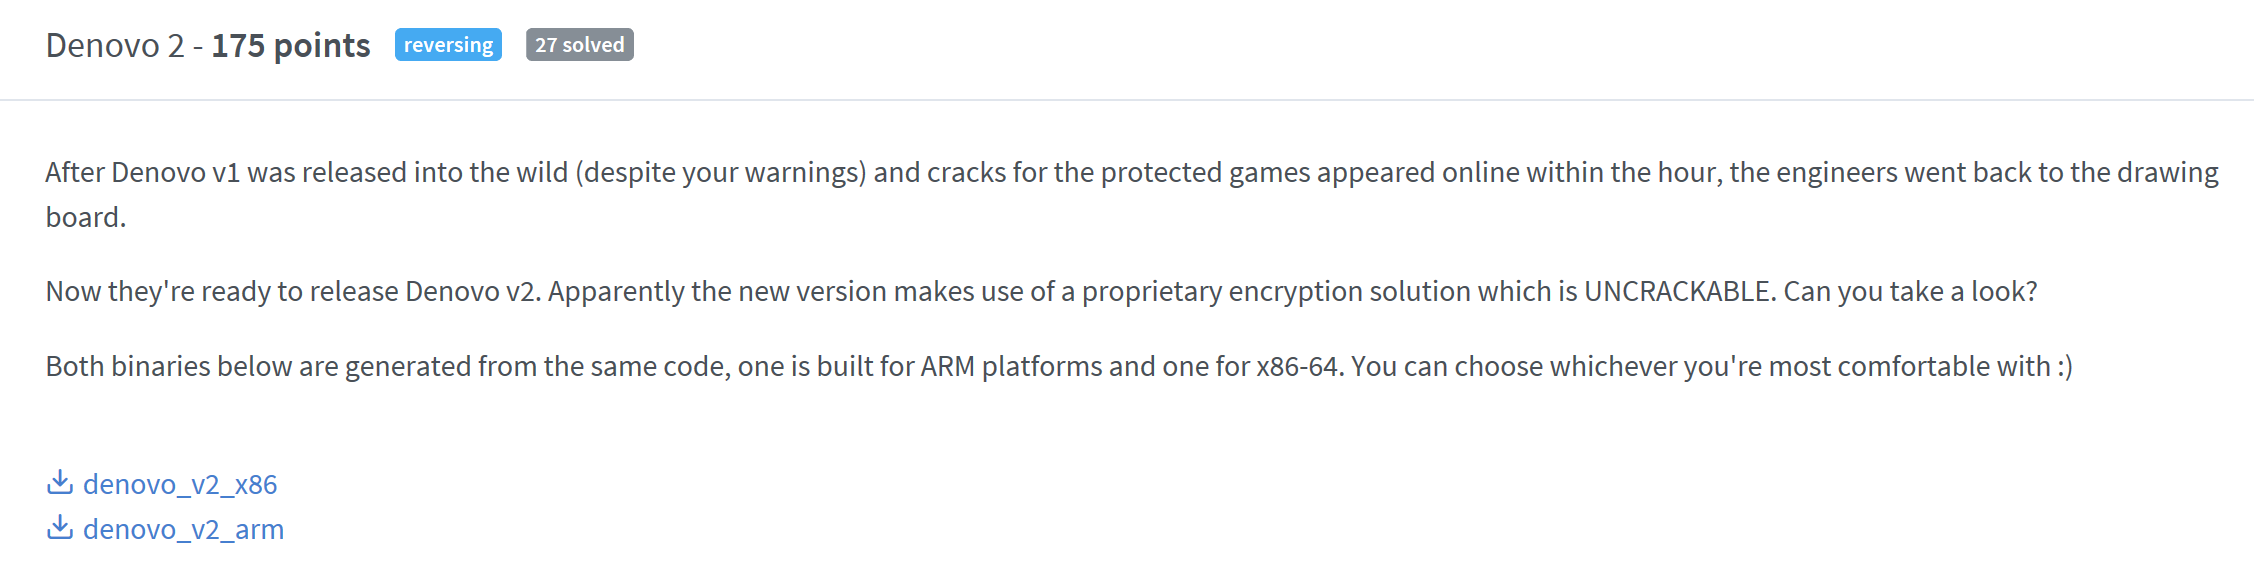 Denovo 2 - 175 points reversing 27 solved
After Denovo v1 was released into the wild (despite your warnings) and cracks for the protected games appeared online within the hour, the engineers went back to the drawing
board.
Now they're ready to release Denovo v2. Apparently the new version makes use of a proprietary encryption solution which is UNCRACKABLE. Can you take a look?
Both binaries below are generated from the same code, one is built for ARM platforms and one for x86-64. You can choose whichever you're most comfortable with :)
denovo_v2_x86
denovo_v2_arm